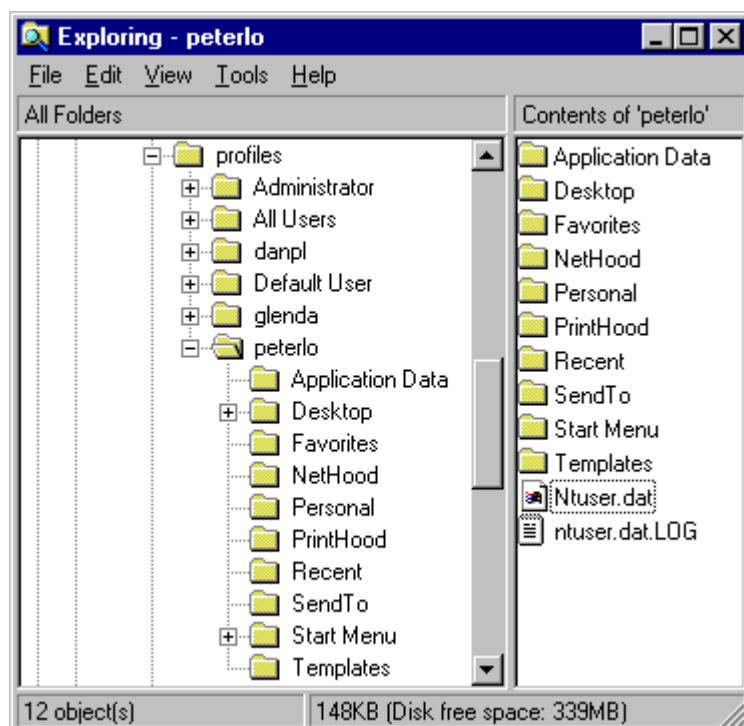 Exploring - peterlo
File Edit View Tools Help
All Folders
Contents of 'peterlo'
profiles
Administrator
All Users
danpl
Default User
glenda
peterlo
Application Data
Desktop
Favorites
NetHood
Personal
PrintHood
Recent
SendTo
Start Menu
Templates
Application Data
Desktop
Favorites
NetHood
Personal
PrintHood
Recent
SendTo
Start Menu
Templates
Ntuser.dat
ntuser.dat.LOG
12 object(s)
148KB (Disk free space: 339MB)